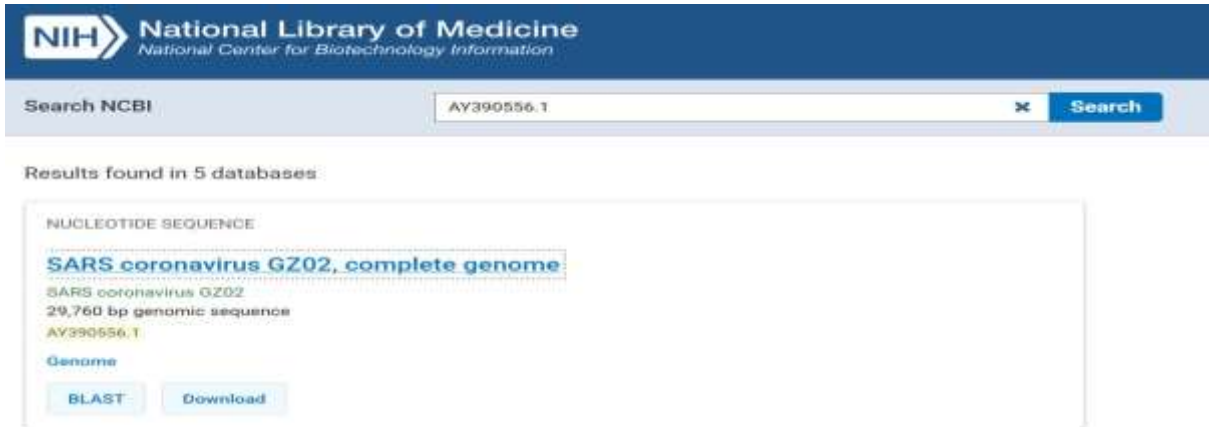 NIH
National Library of Medicine
National Center for Biotechnology Information
Search NCBI
AY390556.1
Search
Results found in 5 databases
NUCLEOTIDE SEQUENCE
SARS coronavirus GZ02, complete genome
SARS coronavirus GZ02
29,760 bp genomic sequence
AY390556.1
Genome
BLAST
Download